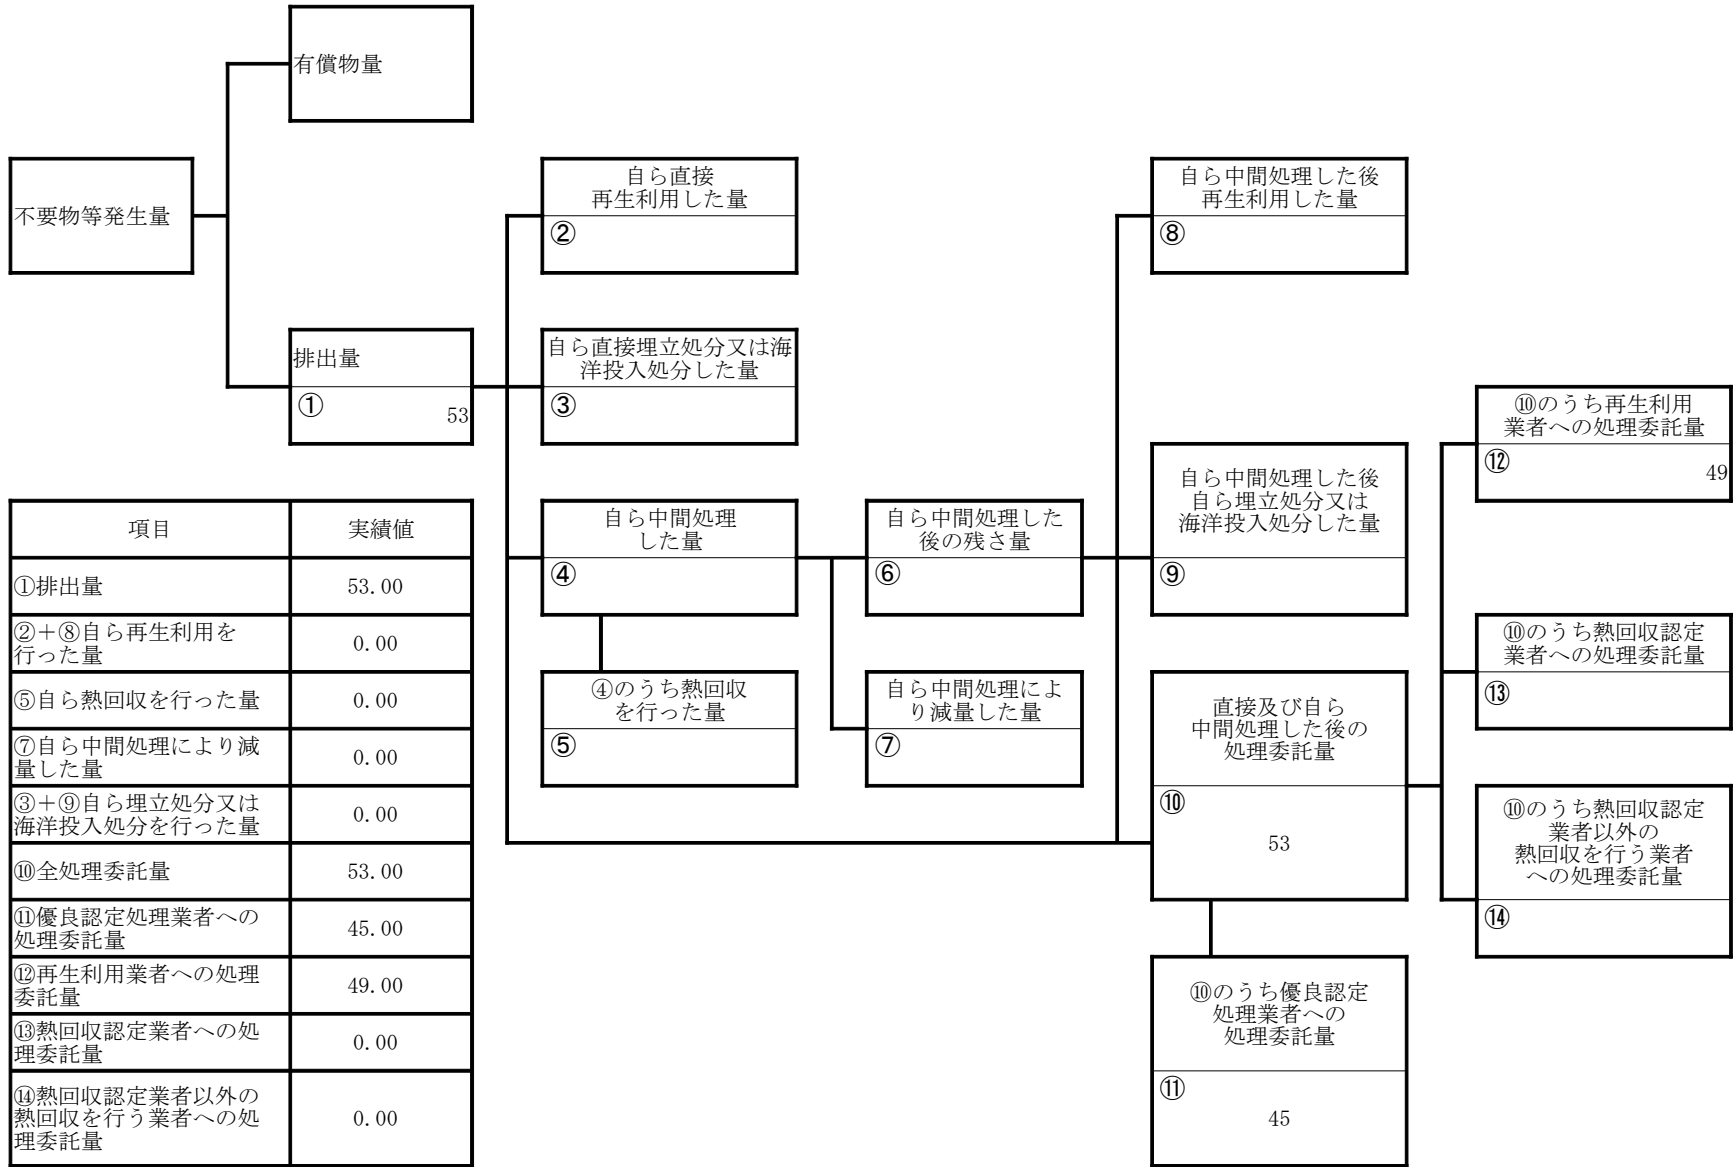 有償物量
不要物等発生量
自ら直接
再生利用した量
②
自ら中間処理した後
再生利用した量
⑧
排出量
①
53
自ら直接埋立処分又は海
洋投入処分した量
③
⑩のうち再生利用
業者への処理委託量
⑫
49
自ら中間処理した後
自ら埋立処分又は
海洋投入処分した量
⑨
自ら中間処理
した量
④
自ら中間処理した
後の残さ量
⑥
⑩のうち熱回収認定
業者への処理委託量
⑬
④のうち熱回収
を行った量
⑤
自ら中間処理によ
り減量した量
⑦
直接及び自ら
中間処理した後の
処理委託量
⑩
53
⑩のうち熱回収認定
業者以外の
熱回収を行う業者
への処理委託量
⑭
⑩のうち優良認定
処理業者への
処理委託量
⑪
45
項目 実績値
①排出量 53.00
②+⑧自ら再生利用を
行った量 0.00
⑤自ら熱回収を行った量 0.00
⑦自ら中間処理により減
量した量 0.00
③+⑨自ら埋立処分又は
海洋投入処分を行った量 0.00
⑩全処理委託量 53.00
⑪優良認定処理業者への
処理委託量 45.00
⑫再生利用業者への処理
委託量 49.00
⑬熱回収認定業者への処
理委託量 0.00
⑭熱回収認定業者以外の
熱回収を行う業者への処 0.00
理委託量